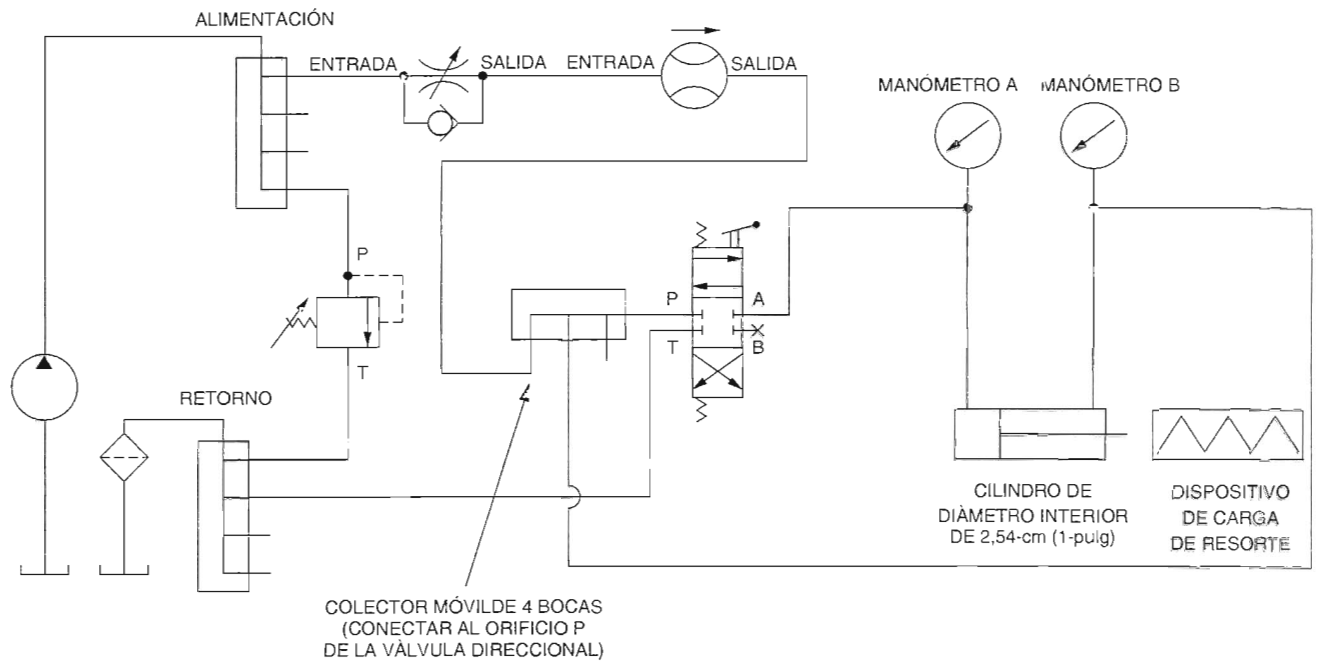 ALIMENTACIÓN
ENTRADA
SALIDA
ENTRADA
SALIDA
MANÓMETRO A
MANÓMETRO B
P
T
P
A
T
B
RETORNO
CILINDRO DE
DIÀMETRO INTERIOR
DE 2,54-cm (1-pulg)
DISPOSITIVO
DE CARGA
DE RESORTE
COLECTOR MÓVILDE 4 BOCAS
(CONECTAR AL ORIFICIO P
DE LA VÀLVULA DIRECCIONAL)